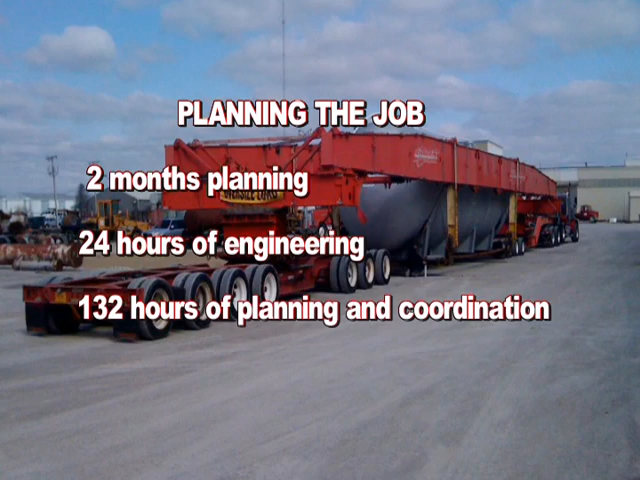 PLANNING THE JOB
2 months planning
24 hours of engineering
132 hours of planning and coordination